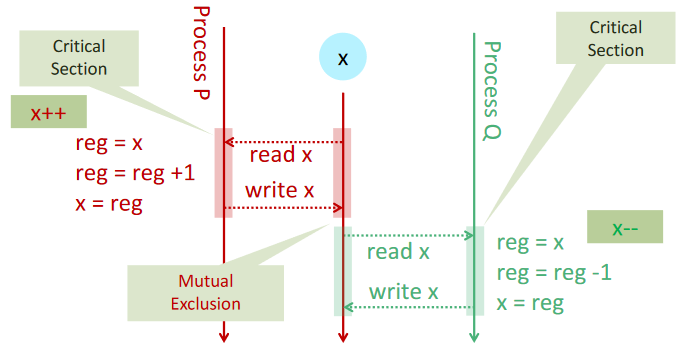 Critical
Section
Process P
x
Process Q
Critical
Section
x++
reg = x
reg = reg +1
x = reg
read x
write x
x--
read x
write x
reg = x
reg = reg -1
x = reg
Mutual
Exclusion